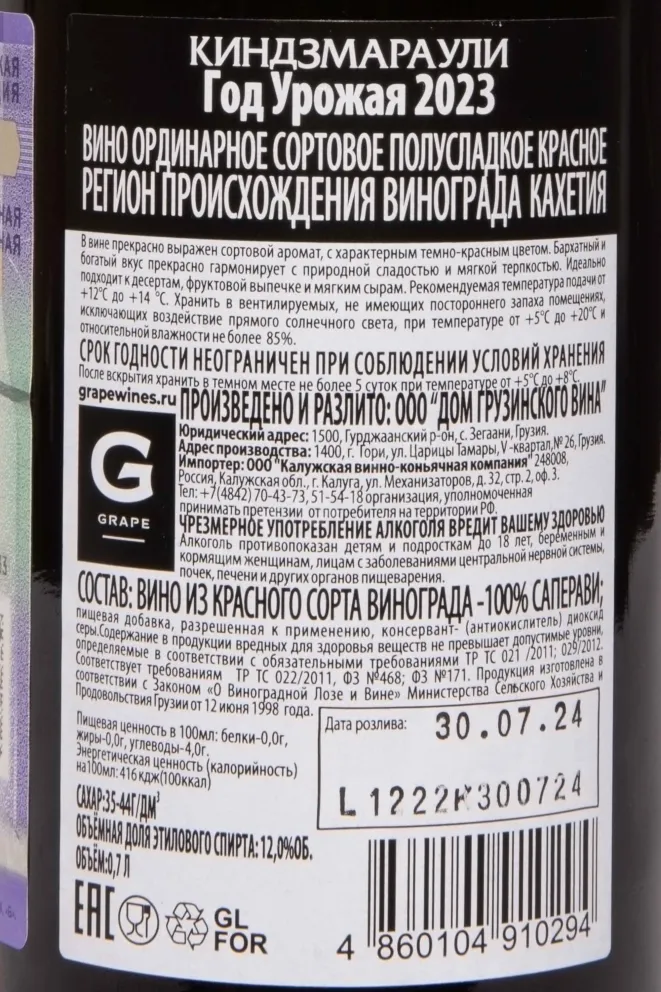 КИНДЗМАРАУЛИ
Год Урожая 2023
ВИНО ОРДИНАРНОЕ СОРТОВОЕ ПОЛУСЛАДКОЕ КРАСНОЕ
РЕГИОН ПРОИСХОЖДЕНИЯ ВИНОГРАДА КАХЕТИЯ
В вине прекрасно выражен сортовой аромат, с характерным темно-красным цветом. Бархатный и
богатый вкус прекрасно гармонирует с природной сладостью и мягкой терпкостью. Идеально
подходит к десертам, фруктовой выпечке и мягким сырам. Рекомендуемая температура подачи от
+12°С до +14 °С. Хранить в вентилируемых, не имеющих постороннего запаха помещениях,
исключающих воздействие прямого солнечного света, при температуре от +5°С до +20°С и
относительной влажности не более 85%.
СРОК ГОДНОСТИ НЕОГРАНИЧЕН ПРИ СОБЛЮДЕНИИ УСЛОВИЙ ХРАНЕНИЯ
После вскрытия хранить в темном месте не более 5 суток при температуре от +5°С до +8°С.
grapewines.ru ПРОИЗВЕДЕНО И РАЗЛИТО: ООО "ДОМ ГРУЗИНСКОГО ВИНА"
Юридический адрес: 1500, Гурджаанский р-он, с. Зегаани, Грузия.
Адрес производства: 1400, г. Гори, ул. Царицы Тамары, V -квартал,№ 26, Грузия.
Импортер: ООО "Калужская винно-коньячная компания" 248008,
Россия, Калужская обл., г. Калуга, ул. Механизаторов, д. 32, стр. 2, оф. 3.
Тел: +7(4842) 70-43-73, 51-54-18 организация, уполномоченная
принимать претензии от потребителя на территории РФ.
G
GRAPE
ЧРЕЗМЕРНОЕ УПОТРЕБЛЕНИЕ АЛКОГОЛЯ ВРЕДИТ ВАШЕМУ ЗДОРОВЬЮ
Алкоголь противопоказан детям и подросткам до 18 лет, беременным и
кормящим женщинам, лицам с заболеваниями центральной нервной системы,
почек, печени и других органов пищеварения.
СОСТАВ: ВИНО ИЗ КРАСНОГО СОРТА ВИНОГРАДА -100% САПЕРАВИ;
пищевая добавка, разрешенная к применению, консервант- (антиокислитель) диоксид
серы.Содержание в продукции вредных для здоровья веществ не превышает допустимые уровни,
определяемые в соответствии с обязательными требованиями ТР ТС 021 /2011; 029/2012.
Соответствует требованиям ТР ТС 022/2011, ФЗ №468; ФЗ №171. Продукция изготовлена в
соответствии с Законом «О Виноградной Лозе и Вине» Министерства Сельского Хозяйства и
Продовольствия Грузии от 12 июня 1998 года.
Пищевая ценность в 100мл: белки-0,0г,
жиры-0,0г, углеводы-4,0г.
Энергетическая ценность (калорийность)
на100мл: 416 кдж(100ккал)
Дата розлива: 30.07.24
L 1222K300724
САХАР:35-44Г/ДМ³
ОБЪЁМНАЯ ДОЛЯ ЭТИЛОВОГО СПИРТА: 12,0%ОБ.
ОБЪЁМ:0,7 Л
EAC
GL
FOR
4 860104 910294